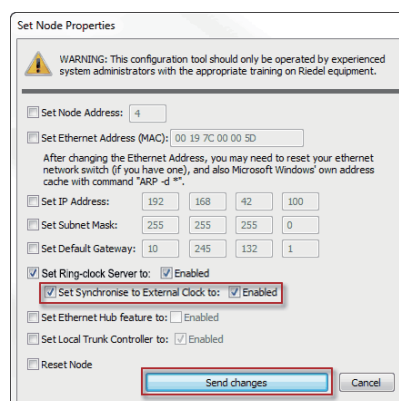 Set Node Properties
WARNING: This configuration tool should only be operated by experienced
system administrators with the appropriate training on Riedel equipment.
Set Node Address: 4
Set Ethernet Address (MAC): 00 19 7C 00 00 5D
After changing the Ethernet Address, you may need to reset your ethernet
network switch (if you have one), and also Microsoft Windows' own address
cache with command "ARP -d *".
Set IP Address: 192 168 42 100
Set Subnet Mask: 255 255 255 0
Set Default Gateway: 10 245 132 1
Set Ring-clock Server to: Enabled
Set Synchronise to External Clock to: Enabled
Set Ethernet Hub feature to: Enabled
Set Local Trunk Controller to: Enabled
Reset Node
Send changes Cancel